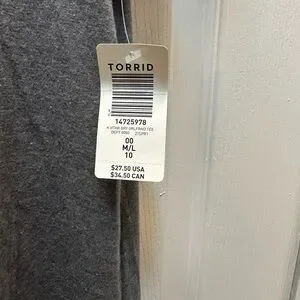 TORRID
14725978
00
M/L
10
$27.50 USA
$34.50 CAN